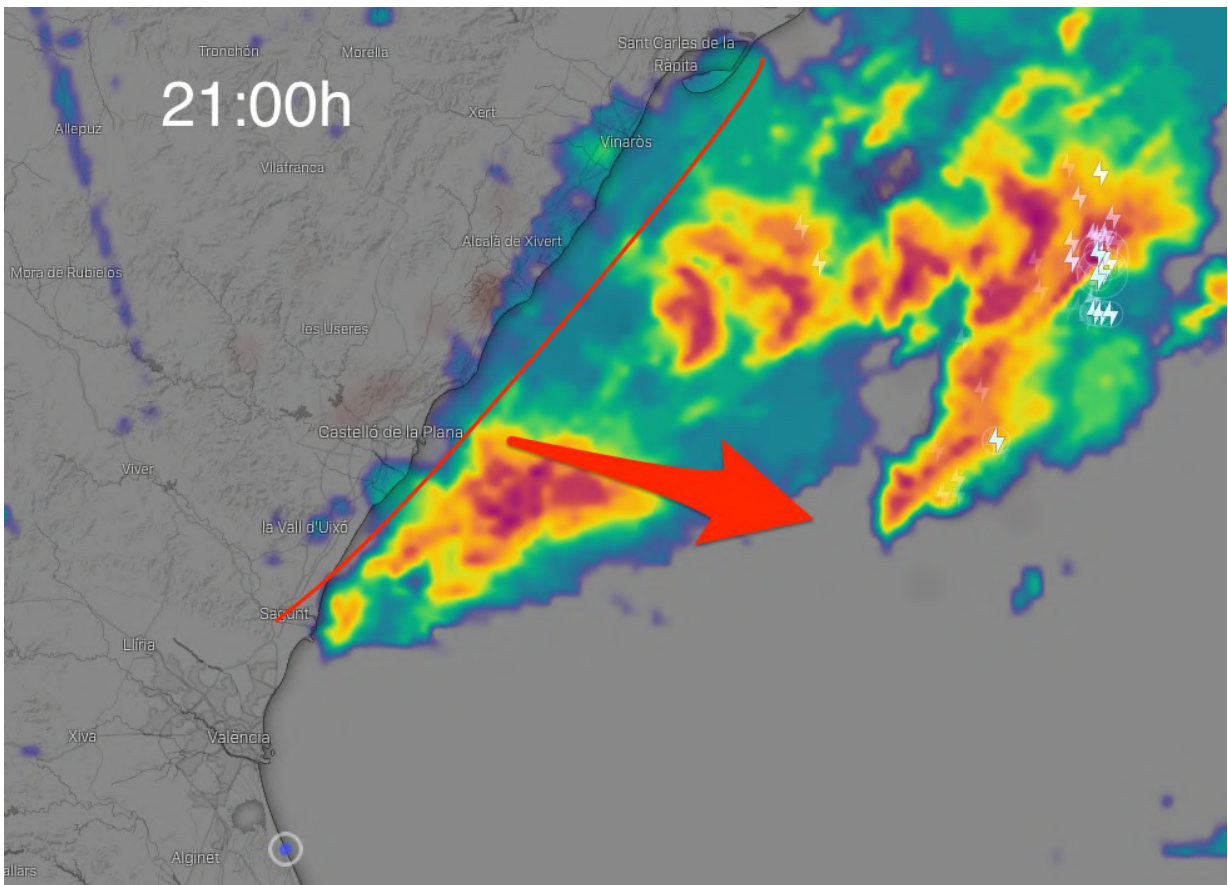 Sant Carles de la
Ràpita
Tronchón
Morella
21:00h
Xert
Allepuz
Vinaròs
Vilafranca
Alcalà de Xivert
Mora de Rubielos
les Useres
Castelló de la Plana
Viver
la Vall d'Uixó
Sagunt
Llíria
Xiva
València
Alginet
allars